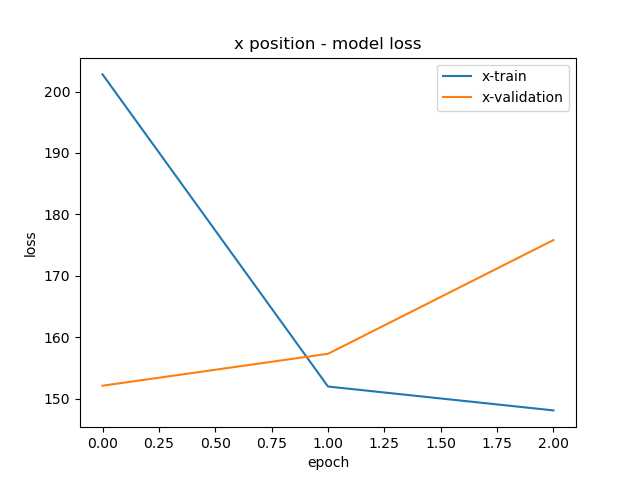 x position - model loss
x-train
x-validation
200
190
180
170
160
150
loss
0.00 0.25 0.50 0.75 1.00 1.25 1.50 1.75 2.00
epoch